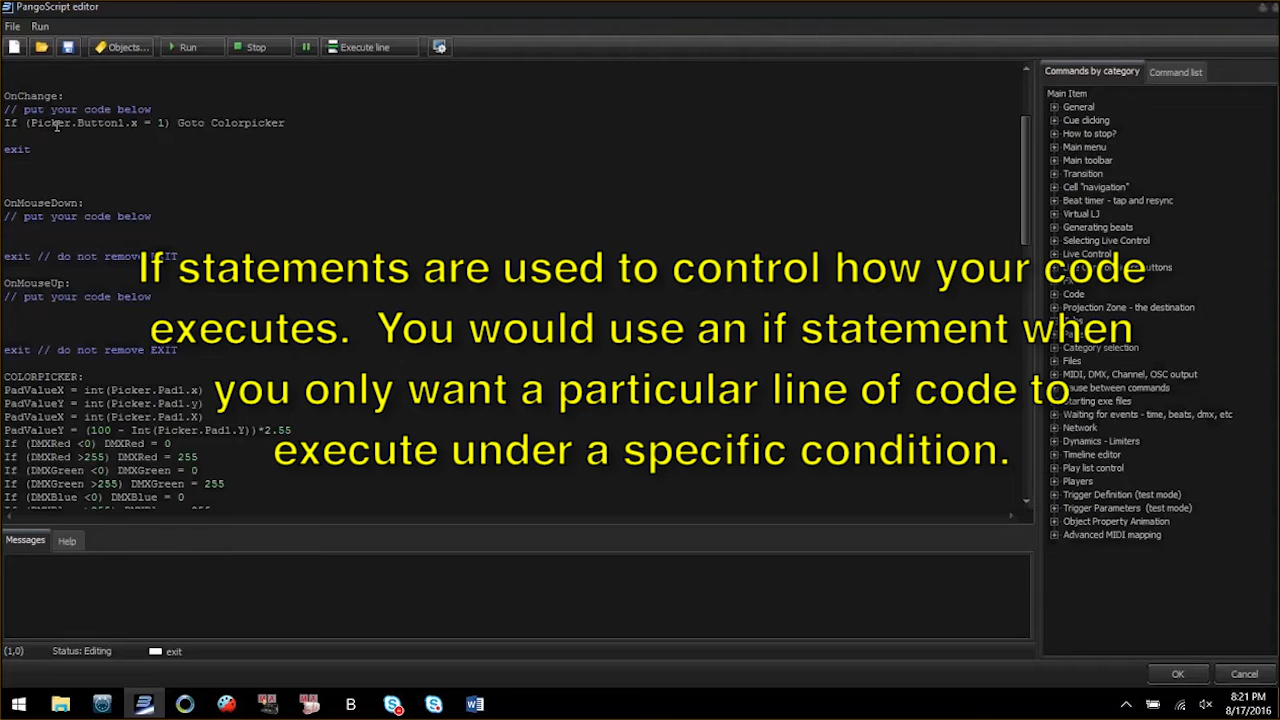 PangoScript editor
File Run
Objects... Run Stop Execute line
OnChange:
// put your code below
If (Picker.Button1.x = 1) Goto Colorpicker
exit
OnMouseDown:
// put your code below
exit // do not remove EXIT
OnMouseUp:
// put your code below
exit // do not remove EXIT
COLORPICKER:
PadValueX = int(Picker.Pad1.x)
PadValueY = int(Picker.Pad1.Y)
PadValueX = int(Picker.Pad1.X)
PadValueY = (100 - Int(Picker.Pad1.Y))*2.55
If (DMXRed <0) DMXRed = 0
If (DMXRed >255) DMXRed = 255
If (DMXGreen <0) DMXGreen = 0
If (DMXGreen >255) DMXGreen = 255
If (DMXBlue <0) DMXBlue = 0
If statements are used to control how your code
executes. You would use an if statement when
you only want a particular line of code to
execute under a specific condition.
Commands by category Command list
Main Item
General
Cue clicking
How to stop?
Main menu
Main toolbar
Transition
Cell "navigation"
Beat timer - tap and resync
Virtual LJ
Generating beats
Selecting Live Control
Live Control
buttons
FX
Code
Projection Zone - the destination
Category selection
Files
MIDI, DMX, Channel, OSC output
Pause between commands
Starting exe files
Waiting for events - time, beats, dmx, etc
Network
Dynamics - Limiters
Timeline editor
Play list control
Players
Trigger Definition (test mode)
Trigger Parameters (test mode)
Object Property Animation
Advanced MIDI mapping
Messages Help
(1,0) Status: Editing exit
OK Cancel
8:21 PM
8/17/2016